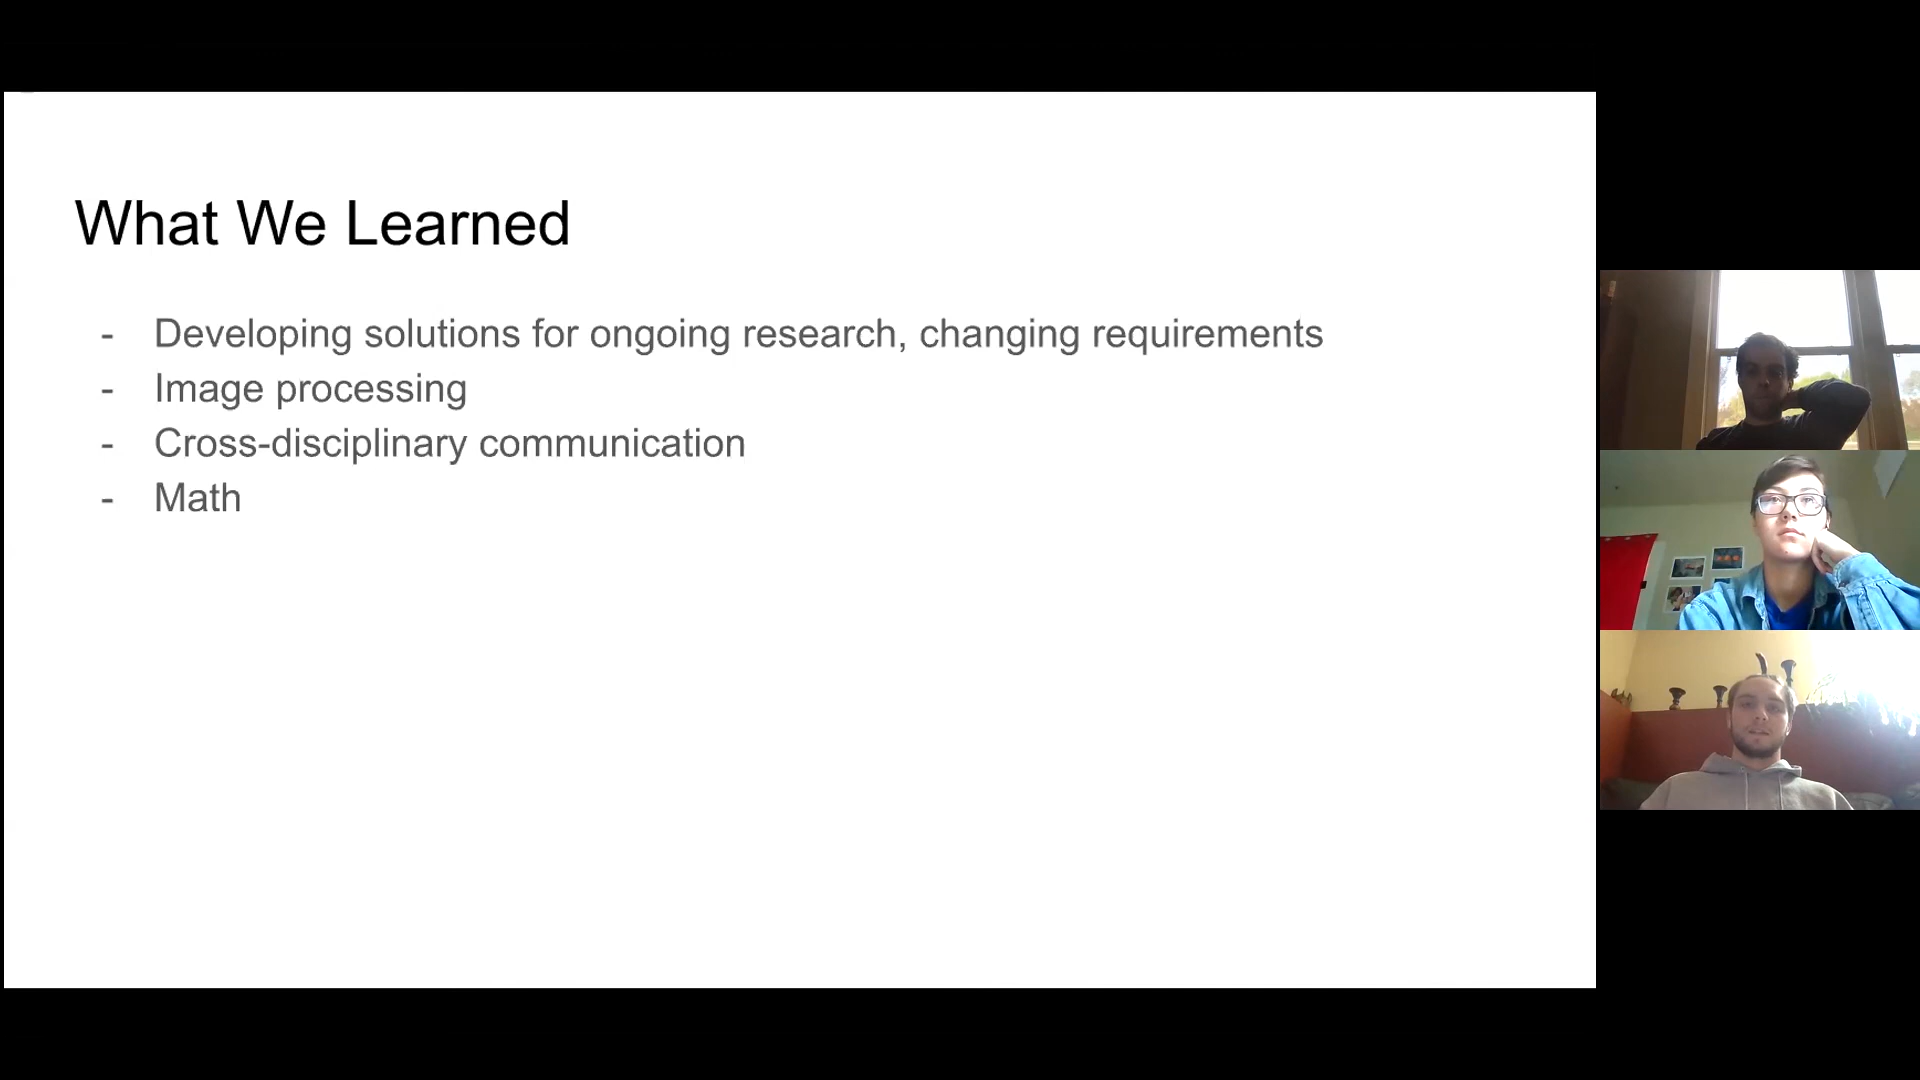 What We Learned
- Developing solutions for ongoing research, changing requirements
- Image processing
- Cross-disciplinary communication
- Math